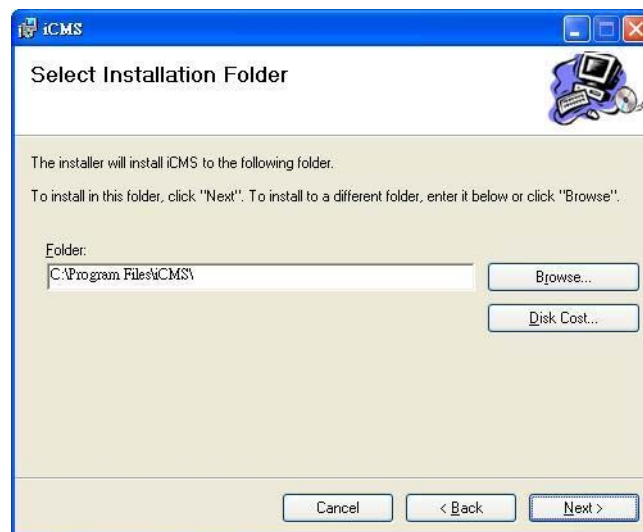 iCMS
Select Installation Folder
The installer will install iCMS to the following folder.
To install in this folder, click "Next". To install to a different folder, enter it below or click "Browse".
Folder:
C:\Program Files\iCMS\
Browse...
Disk Cost...
Cancel
< Back
Next >